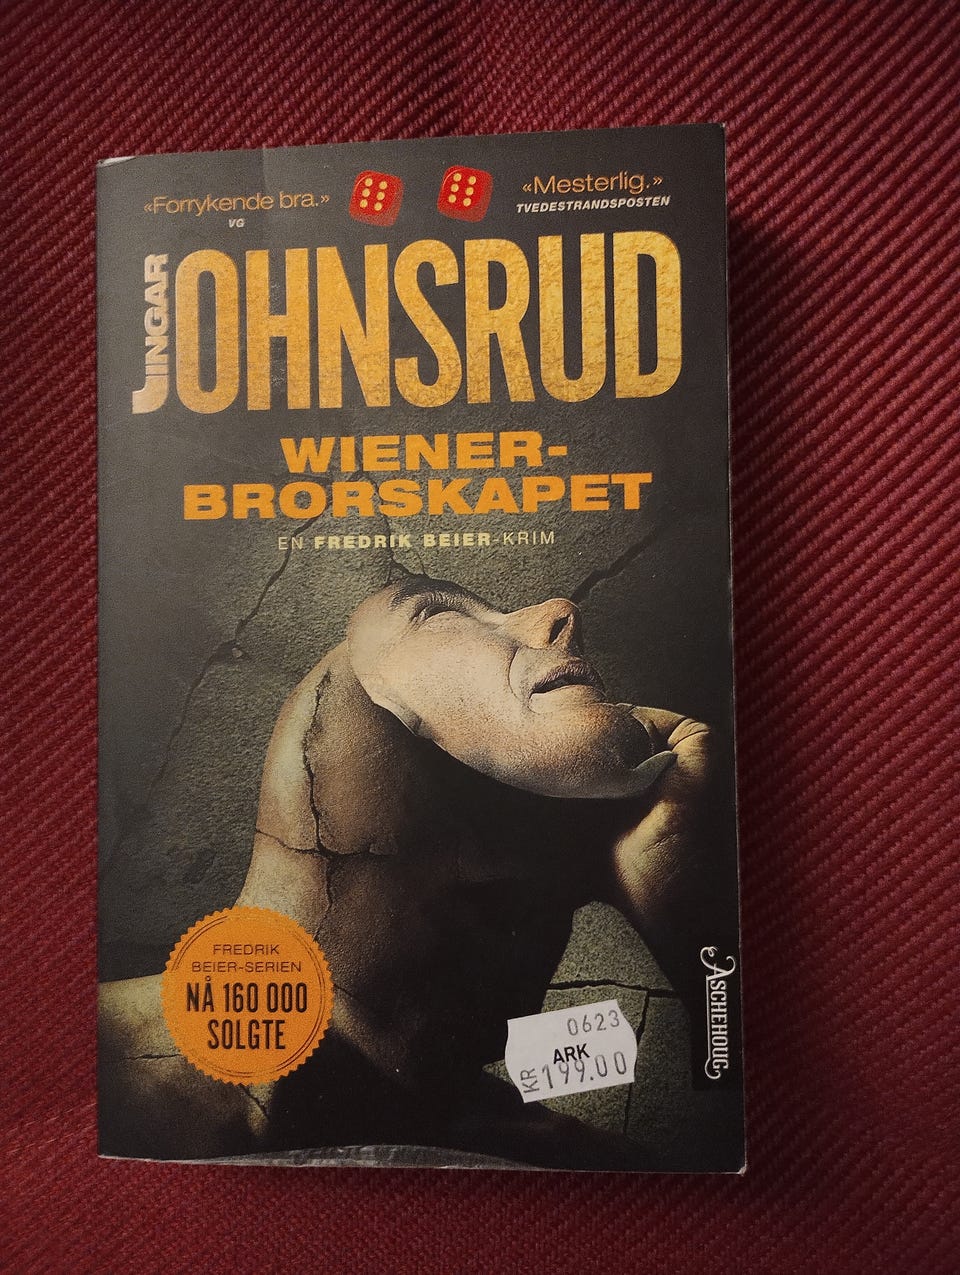 «Forrykende bra.»
VG
«Mesterlig.»
TVEDESTRANDSPOSTEN
INGAR
JOHNSRUD
WIENER-
BRORSKAPET
EN FREDRIK BEIER-KRIM
FREDRIK
BEIER-SERIEN
NÅ 160 000
SOLGTE
0623
ARK
KR 199.00
ASCHEHOUG